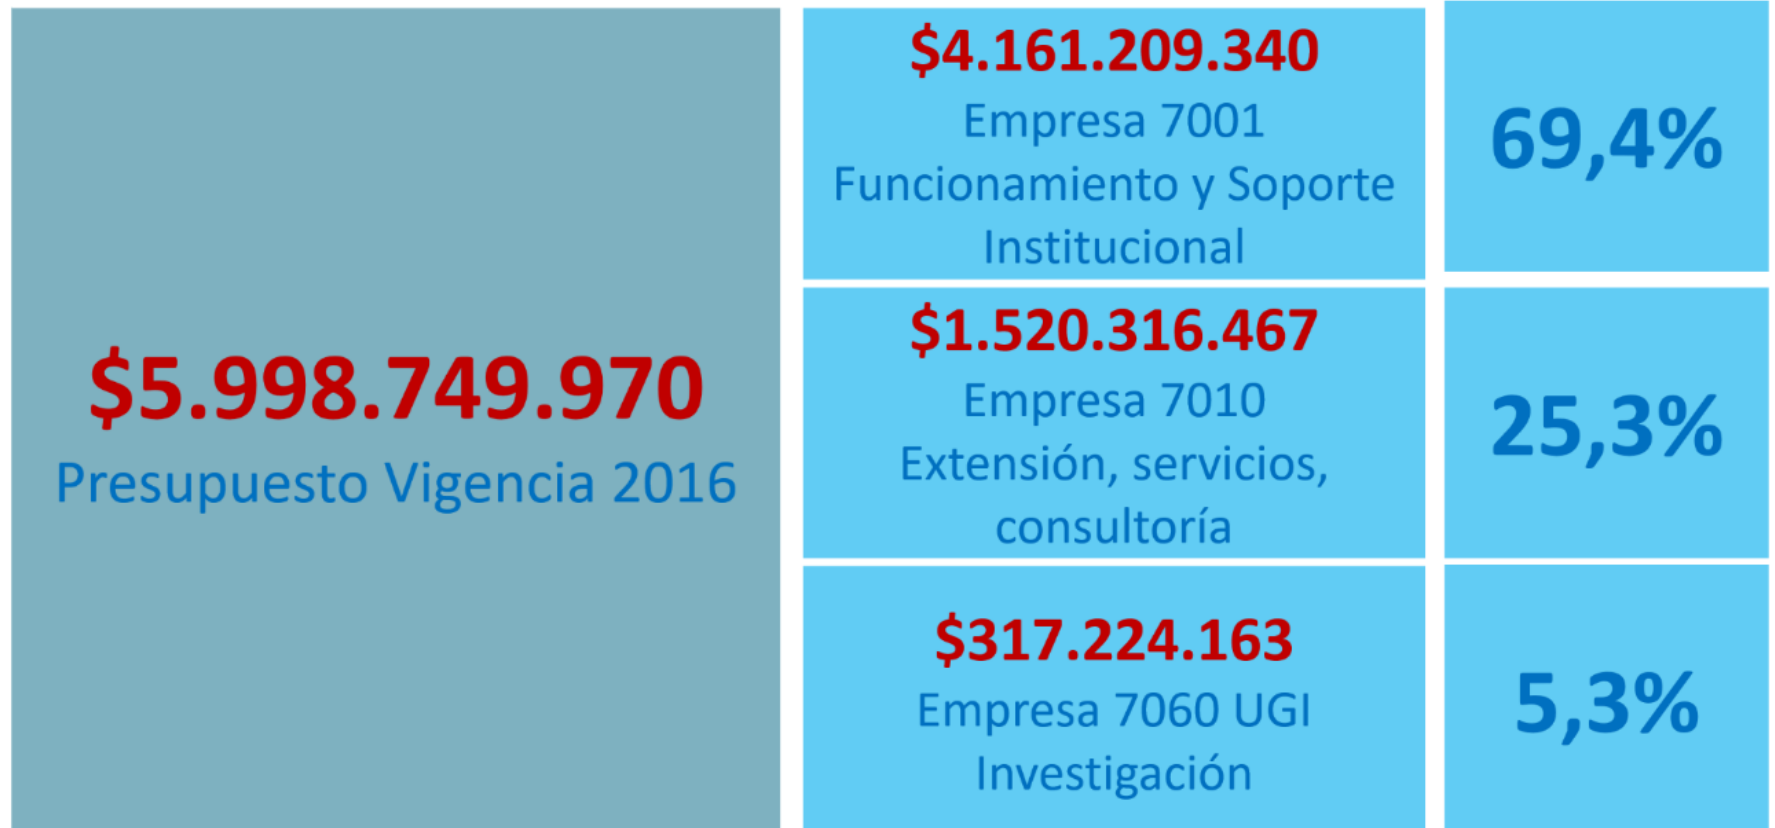 $5.998.749.970
Presupuesto Vigencia 2016
$4.161.209.340
Empresa 7001
Funcionamiento y Soporte
Institucional
69,4%
$1.520.316.467
Empresa 7010
Extensión, servicios,
consultoría
25,3%
$317.224.163
Empresa 7060 UGI
Investigación
5,3%